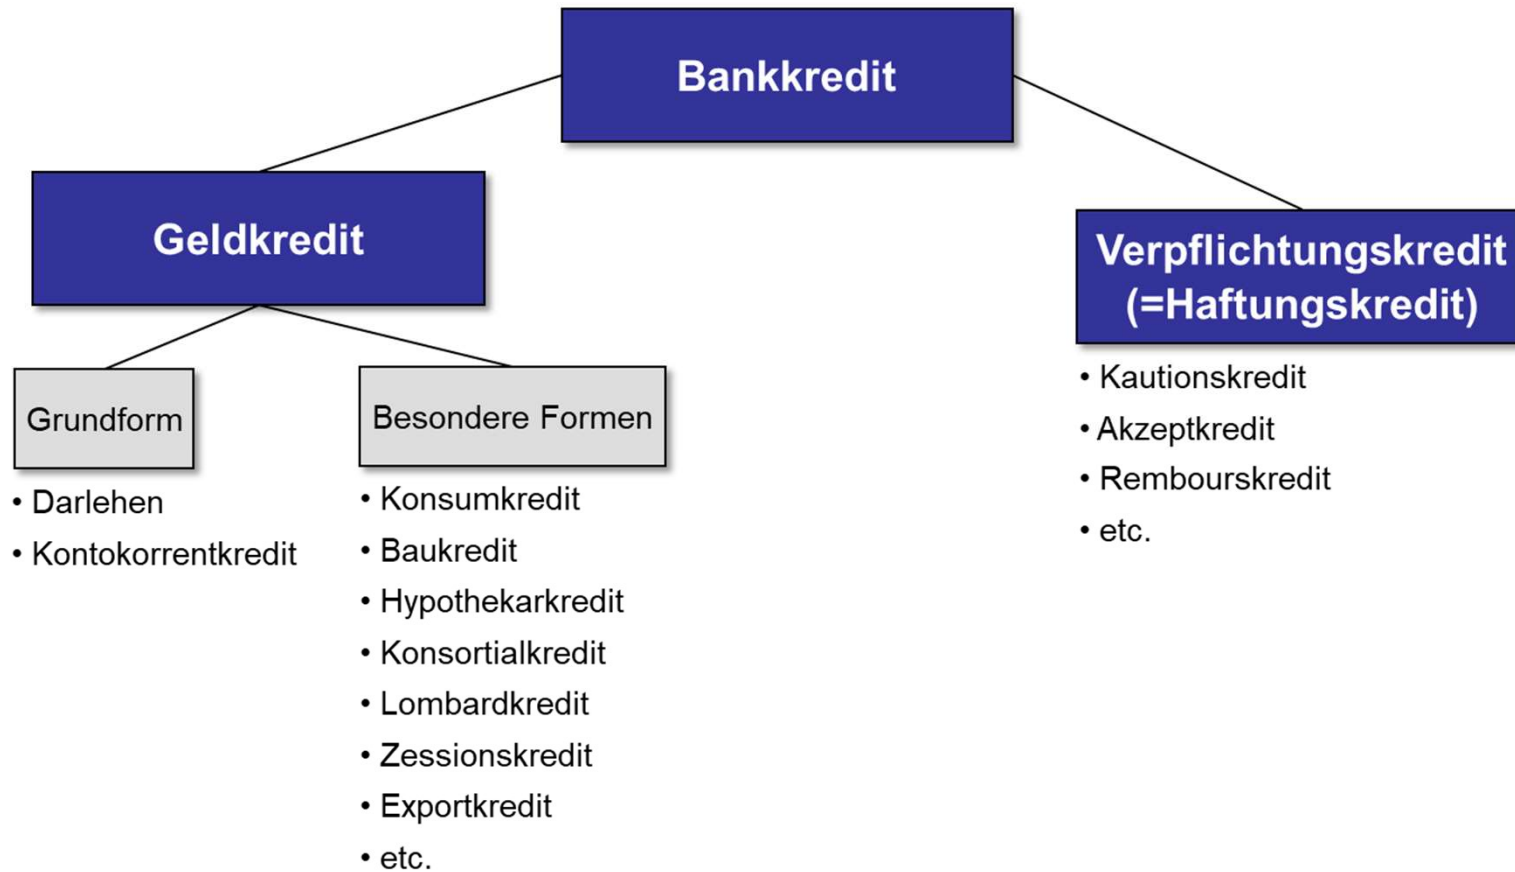 Bankkredit
Geldkredit
Verpflichtungskredit
(=Haftungskredit)
Grundform
• Darlehen
• Kontokorrentkredit
Besondere Formen
• Konsumkredit
• Baukredit
• Hypothekarkredit
• Konsortialkredit
• Lombardkredit
• Zessionskredit
• Exportkredit
• etc.
• Kautionskredit
• Akzeptkredit
• Rembourskredit
• etc.